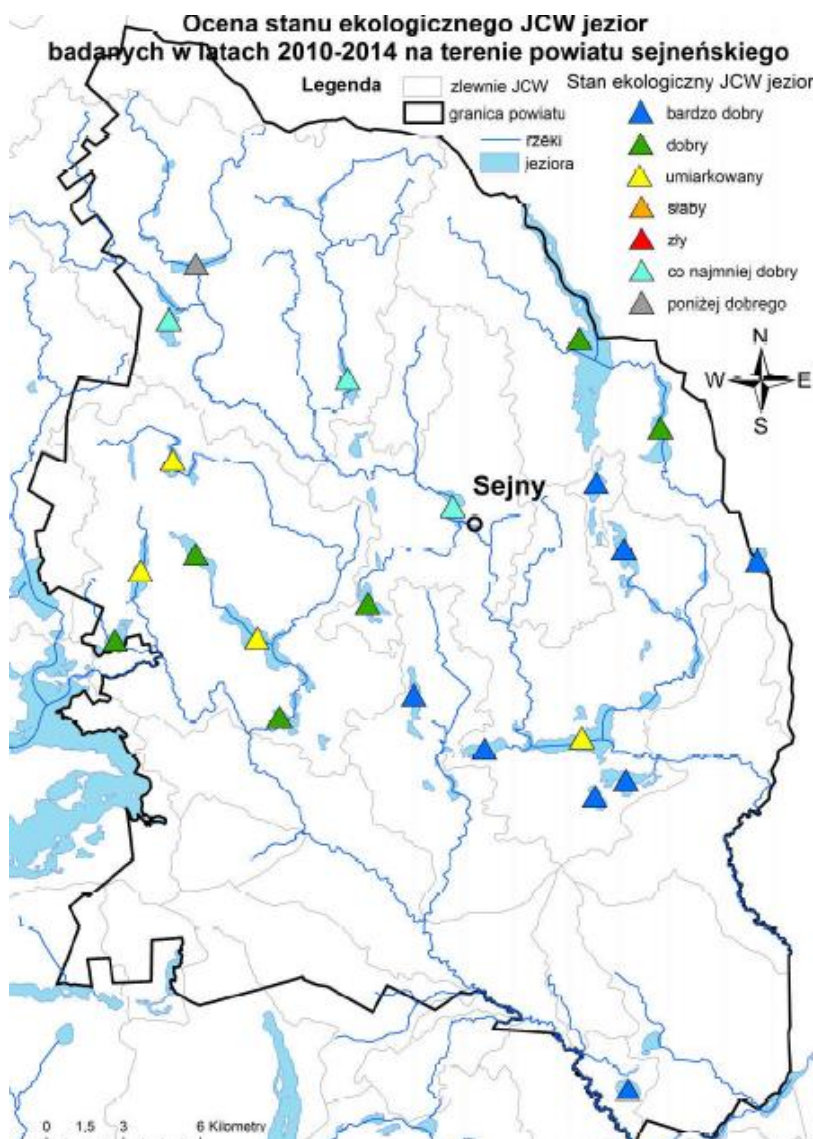 Ocena stanu ekologicznego JCW jezior
badanych w latach 2010-2014 na terenie powiatu sejneńskiego
Legenda
zlewnie JCW
granica powiatu
rzeki
jeziora
Stan ekologiczny JCW jezior
bardzo dobry
dobry
umiarkowany
słaby
zły
co najmniej dobry
poniżej dobrego
N
W E
S
Sejny
0 1,5 3 6 Kilometry